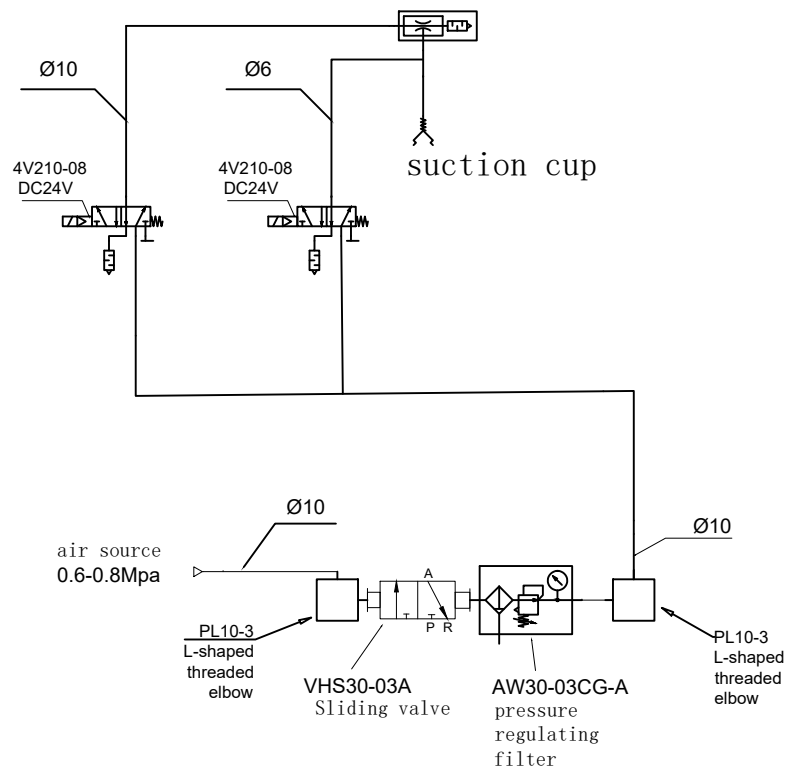 Ø10
Ø6
suction cup
4V210-08
DC24V
4V210-08
DC24V
Ø10
air source
0.6-0.8Mpa
Ø10
A
P R
PL10-3
L-shaped
threaded
elbow
VHS30-03A
Sliding valve
AW30-03CG-A
pressure
regulating
filter
PL10-3
L-shaped
threaded
elbow